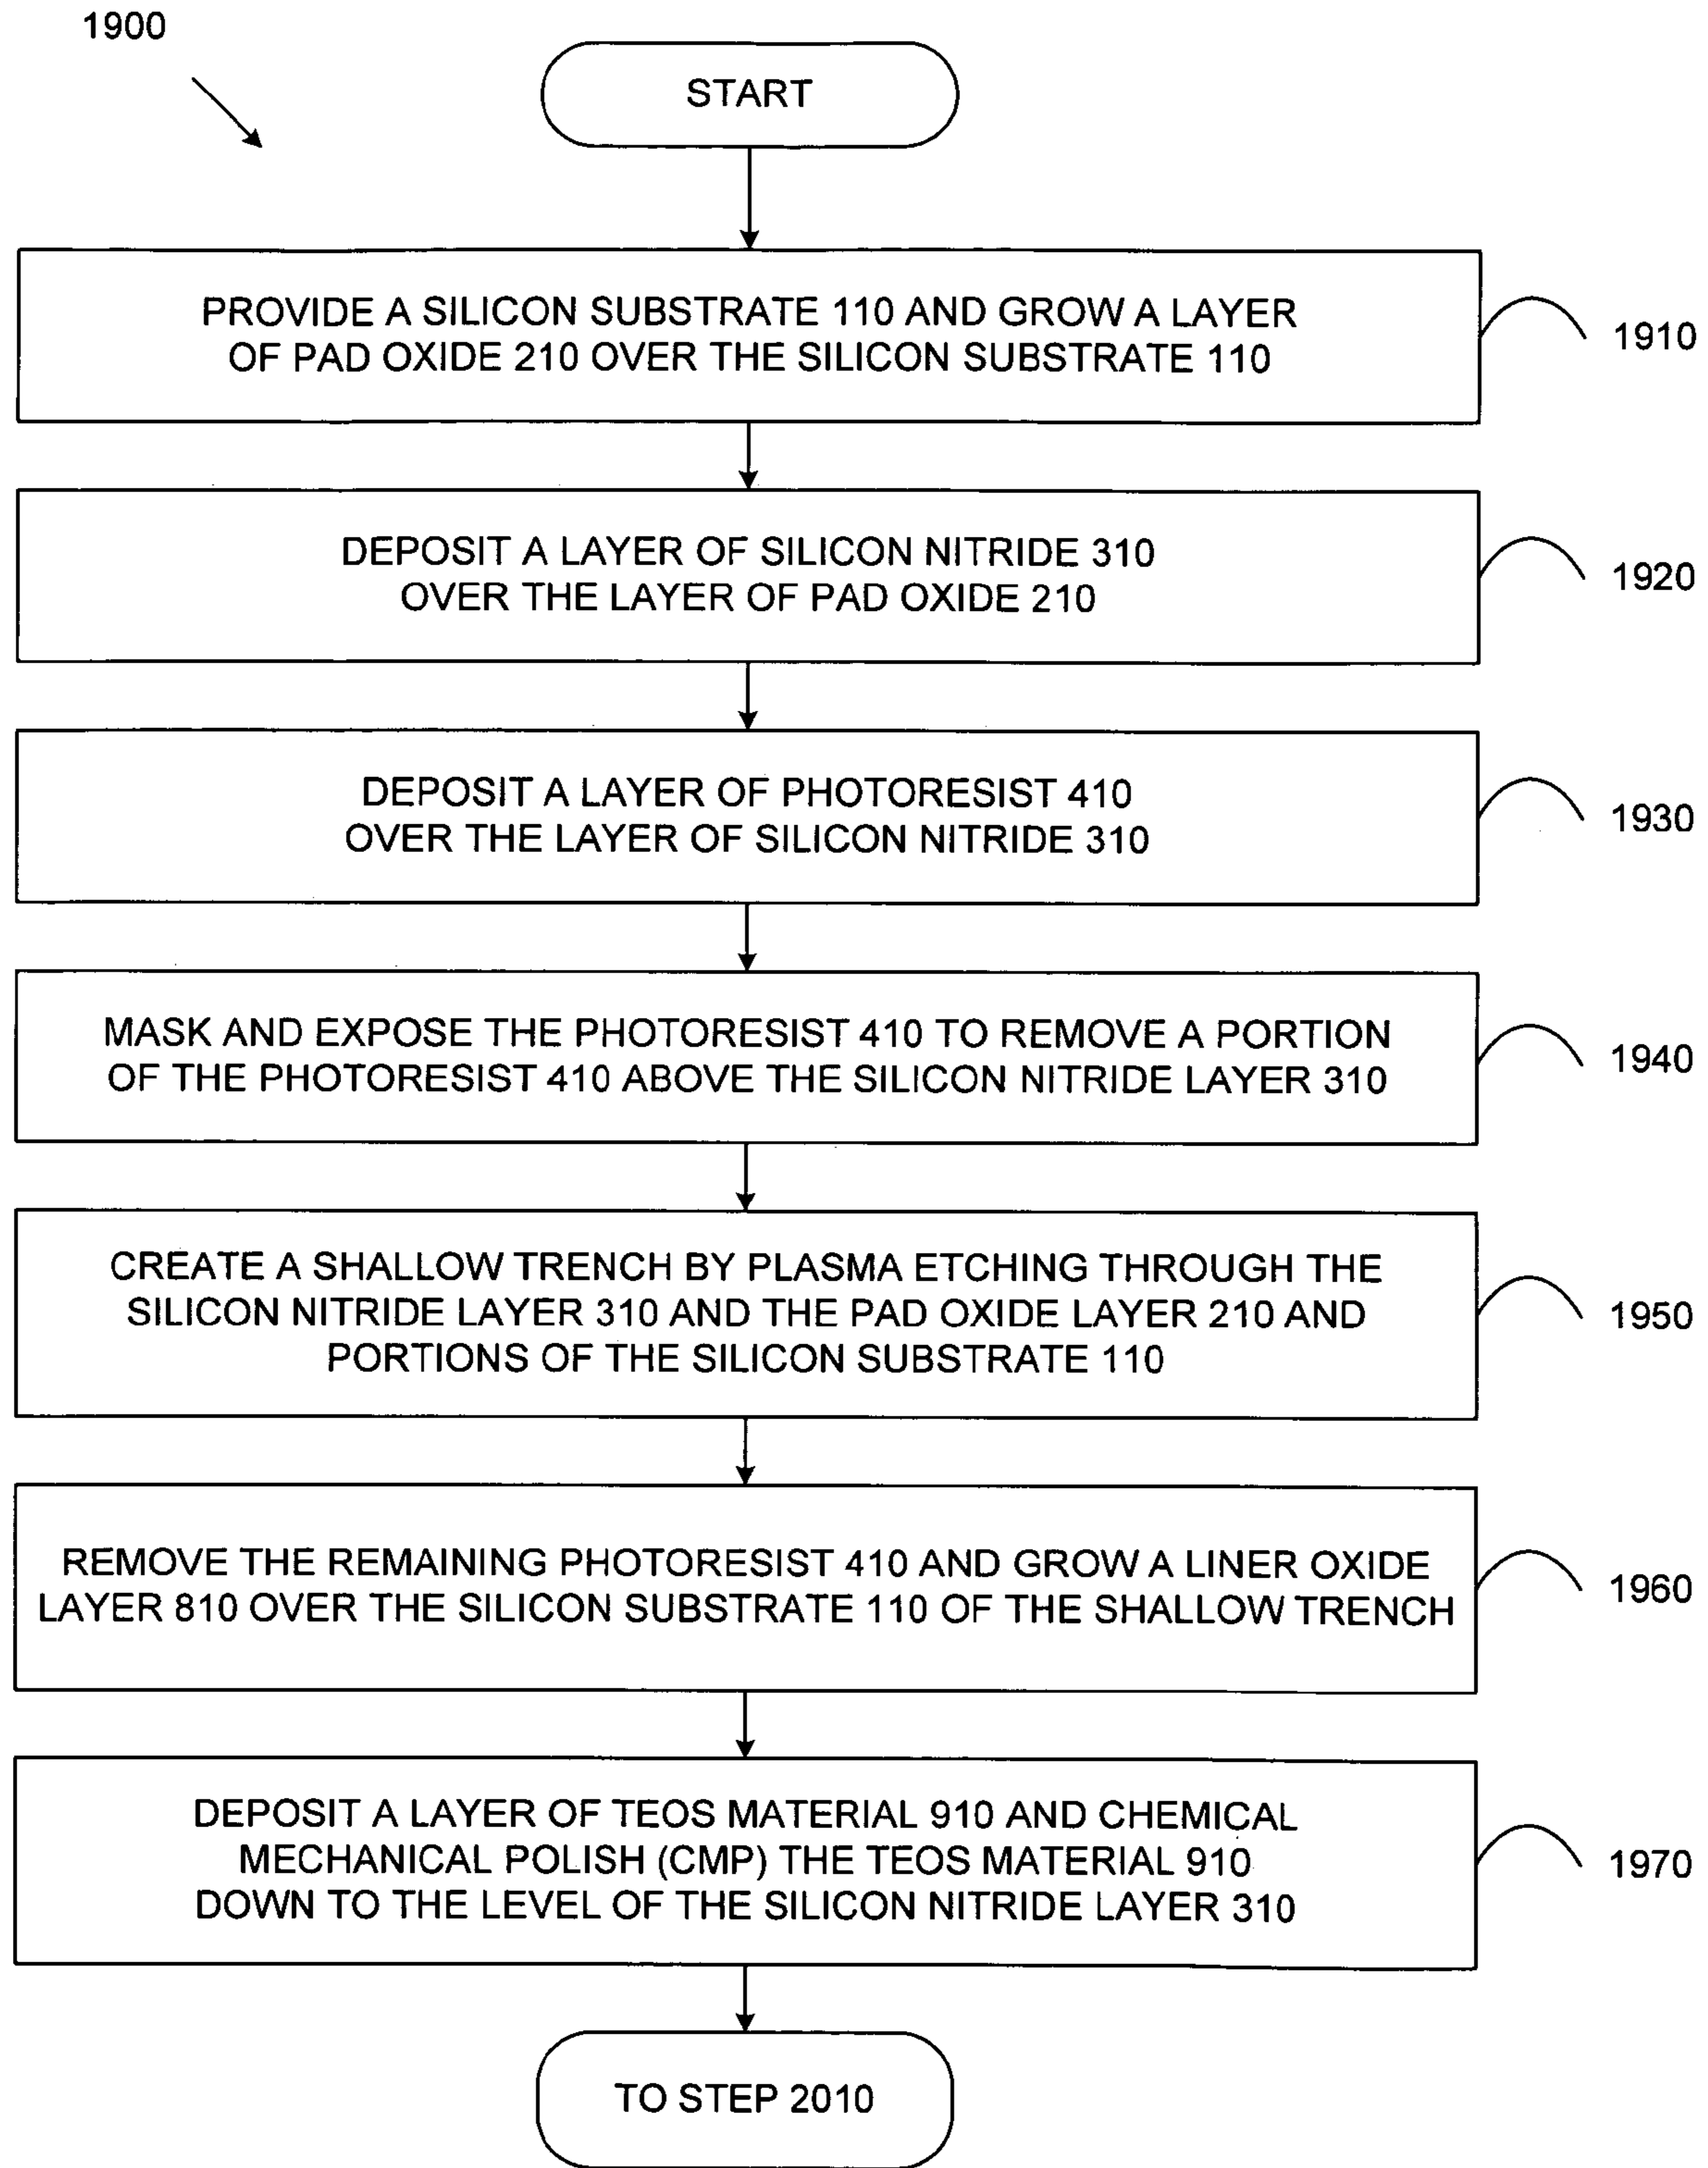 1900
START
PROVIDE A SILICON SUBSTRATE 110 AND GROW A LAYER
OF PAD OXIDE 210 OVER THE SILICON SUBSTRATE 110
1910
DEPOSIT A LAYER OF SILICON NITRIDE 310
OVER THE LAYER OF PAD OXIDE 210
1920
DEPOSIT A LAYER OF PHOTORESIST 410
OVER THE LAYER OF SILICON NITRIDE 310
1930
MASK AND EXPOSE THE PHOTORESIST 410 TO REMOVE A PORTION
OF THE PHOTORESIST 410 ABOVE THE SILICON NITRIDE LAYER 310
1940
CREATE A SHALLOW TRENCH BY PLASMA ETCHING THROUGH THE
SILICON NITRIDE LAYER 310 AND THE PAD OXIDE LAYER 210 AND
PORTIONS OF THE SILICON SUBSTRATE 110
1950
REMOVE THE REMAINING PHOTORESIST 410 AND GROW A LINER OXIDE
LAYER 810 OVER THE SILICON SUBSTRATE 110 OF THE SHALLOW TRENCH
1960
DEPOSIT A LAYER OF TEOS MATERIAL 910 AND CHEMICAL
MECHANICAL POLISH (CMP) THE TEOS MATERIAL 910
DOWN TO THE LEVEL OF THE SILICON NITRIDE LAYER 310
1970
TO STEP 2010